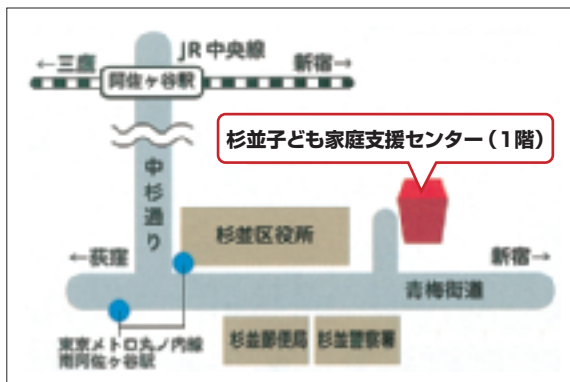 JR中央線
←三鷹
新宿→
阿佐ヶ谷駅
杉並子ども家庭支援センター（1階）
中杉通り
杉並区役所
←荻窪
新宿→
青梅街道
東京メトロ丸ノ内線
南阿佐ヶ谷駅
杉並郵便局
杉並警察署